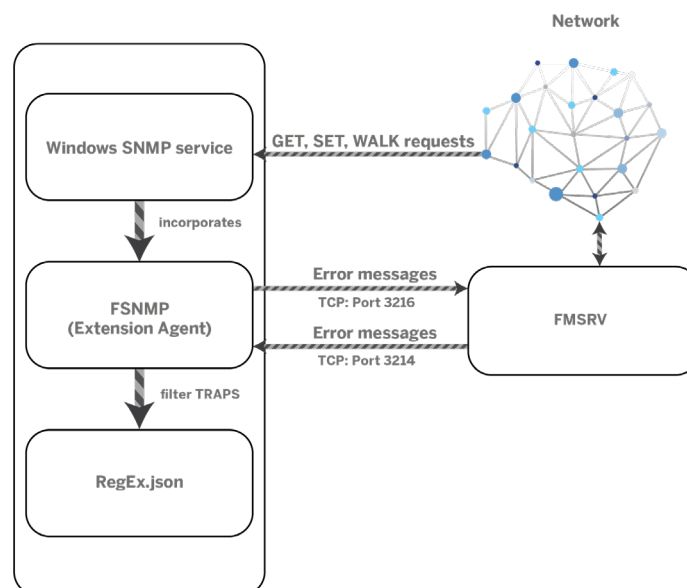 Network
Windows SNMP service
GET, SET, WALK requests
incorporates
FSNMP
(Extension Agent)
Error messages
TCP: Port 3216
Error messages
TCP: Port 3214
FMSRV
filter TRAPS
RegEx.json